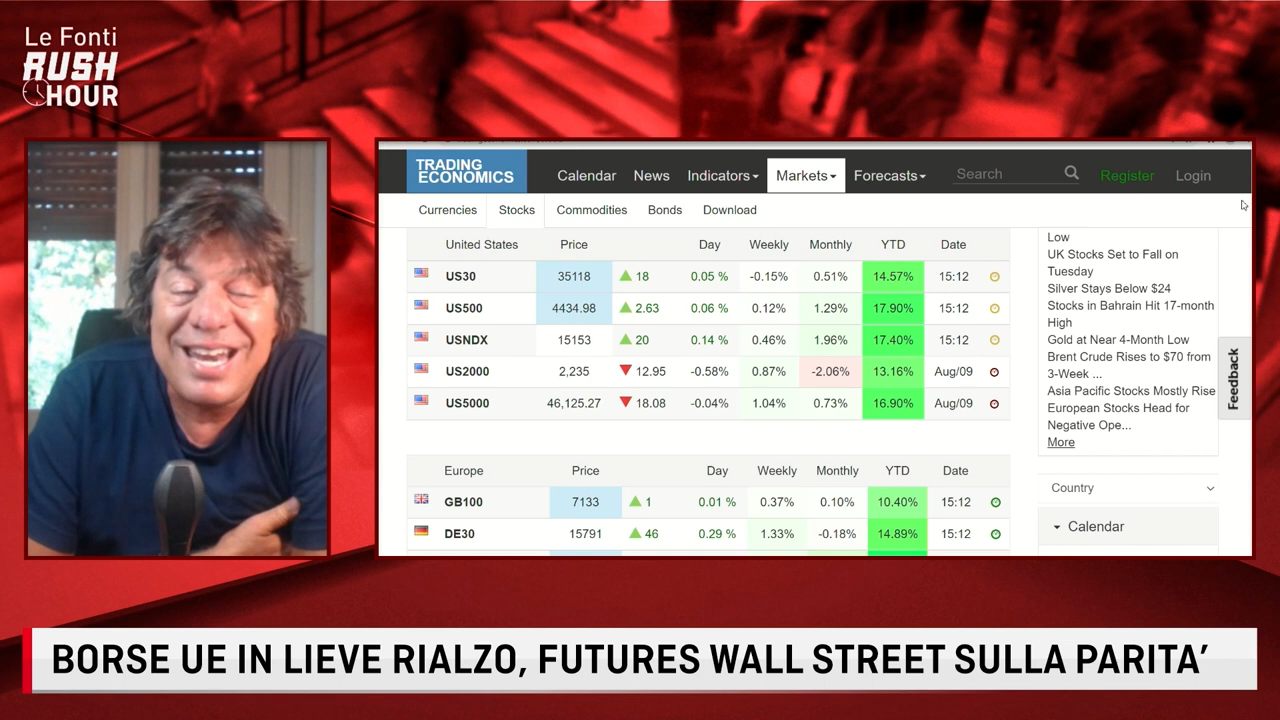 Le Fonti
RUSH
HOUR
TRADING
ECONOMICS
Calendar News Indicators Markets Forecasts Search Register Login
Currencies Stocks Commodities Bonds Download
United States Price Day Weekly Monthly YTD Date
US30 35118 18 0.05 % -0.15% 0.51% 14.57% 15:12
US500 4434.98 2.63 0.06 % 0.12% 1.29% 17.90% 15:12
USNDX 15153 20 0.14 % 0.46% 1.96% 17.40% 15:12
US2000 2,235 12.95 -0.58% 0.87% -2.06% 13.16% Aug/09
US5000 46,125.27 18.08 -0.04% 1.04% 0.73% 16.90% Aug/09
Europe Price Day Weekly Monthly YTD Date
GB100 7133 1 0.01 % 0.37% 0.10% 10.40% 15:12
DE30 15791 46 0.29 % 1.33% -0.18% 14.89% 15:12
Low
UK Stocks Set to Fall on
Tuesday
Silver Stays Below $24
Stocks in Bahrain Hit 17-month
High
Gold at Near 4-Month Low
Brent Crude Rises to $70 from
3-Week ...
Asia Pacific Stocks Mostly Rise
European Stocks Head for
Negative Ope...
More
Feedback
Country
Calendar
BORSE UE IN LIEVE RIALZO, FUTURES WALL STREET SULLA PARITA’